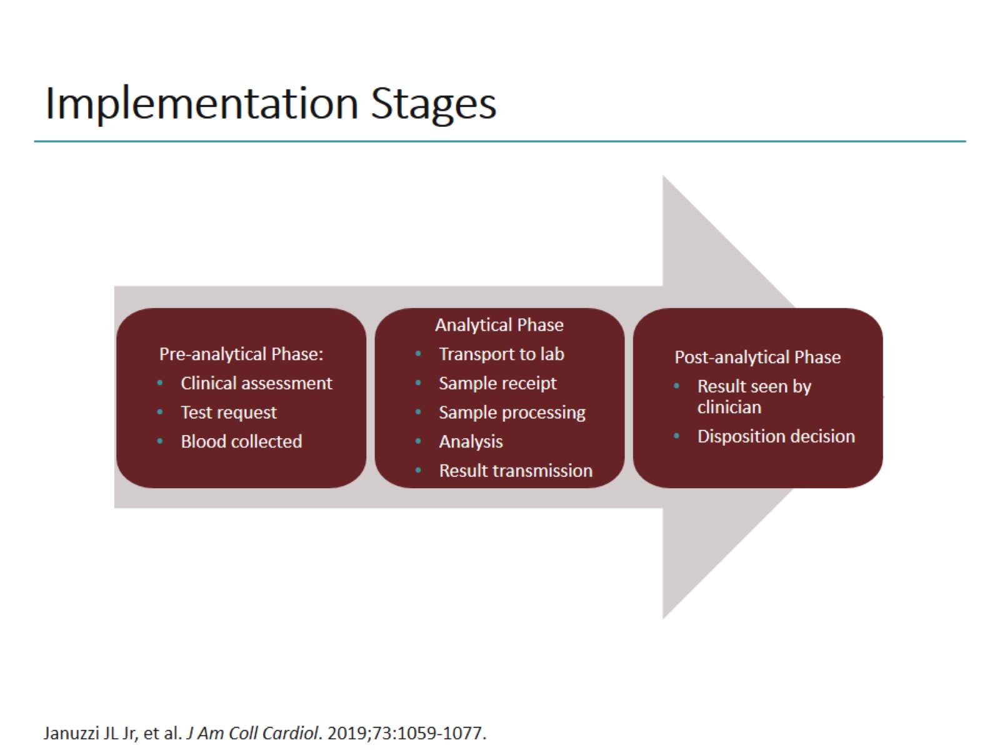 Implementation Stages
Pre-analytical Phase:
• Clinical assessment
• Test request
• Blood collected
Analytical Phase
• Transport to lab
• Sample receipt
• Sample processing
• Analysis
• Result transmission
Post-analytical Phase
• Result seen by
clinician
• Disposition decision
Januzzi JL Jr, et al. J Am Coll Cardiol. 2019;73:1059-1077.